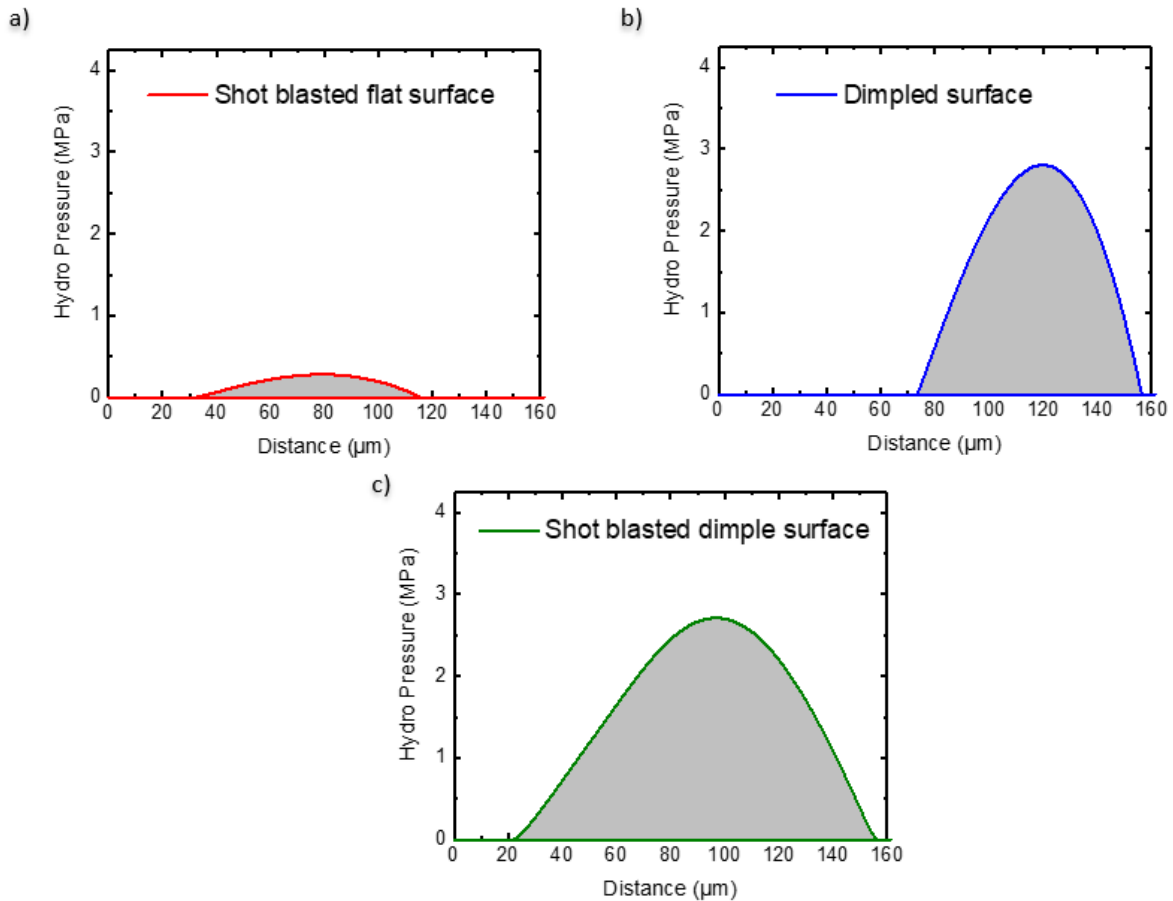 a)
Shot blasted flat surface
Hydro Pressure (MPa)
4
3
2
1
0
0 20 40 60 80 100 120 140 160
Distance (µm)
b)
Dimpled surface
Hydro Pressure (MPa)
4
3
2
1
0
0 20 40 60 80 100 120 140 160
Distance (µm)
c)
Shot blasted dimple surface
Hydro Pressure (MPa)
4
3
2
1
0
0 20 40 60 80 100 120 140 160
Distance (µm)